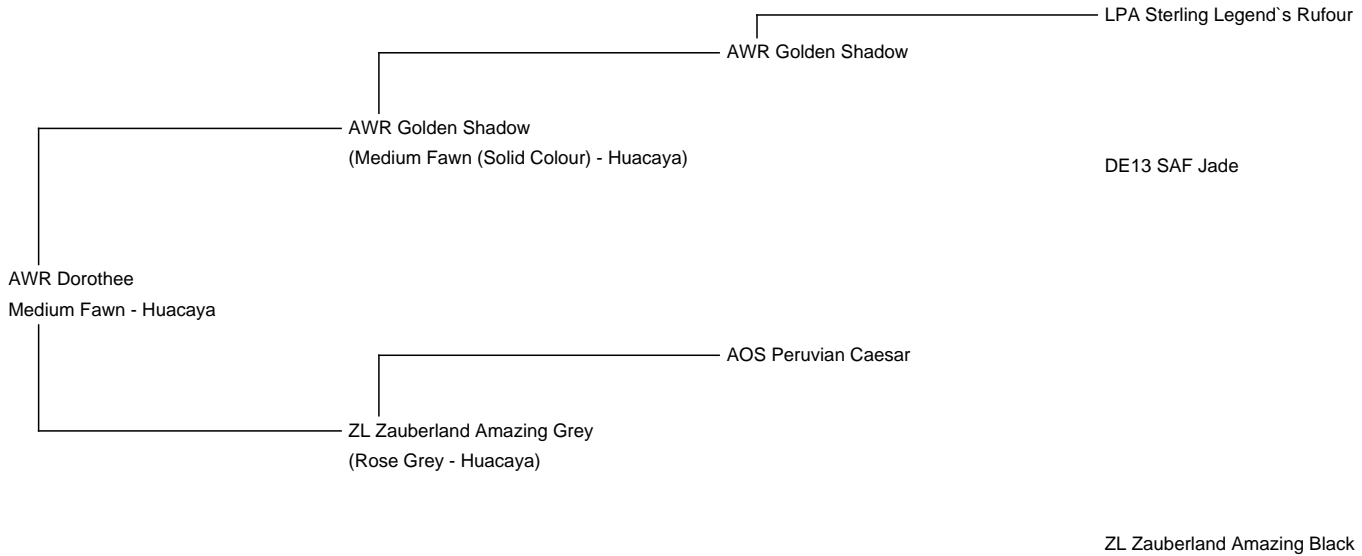 LPA Sterling Legend`s Rufour
AWR Golden Shadow
AWR Golden Shadow
(Medium Fawn (Solid Colour) - Huacaya)
DE13 SAF Jade
AWR Dorothee
Medium Fawn - Huacaya
AOS Peruvian Caesar
ZL Zauberland Amazing Grey
(Rose Grey - Huacaya)
ZL Zauberland Amazing Black